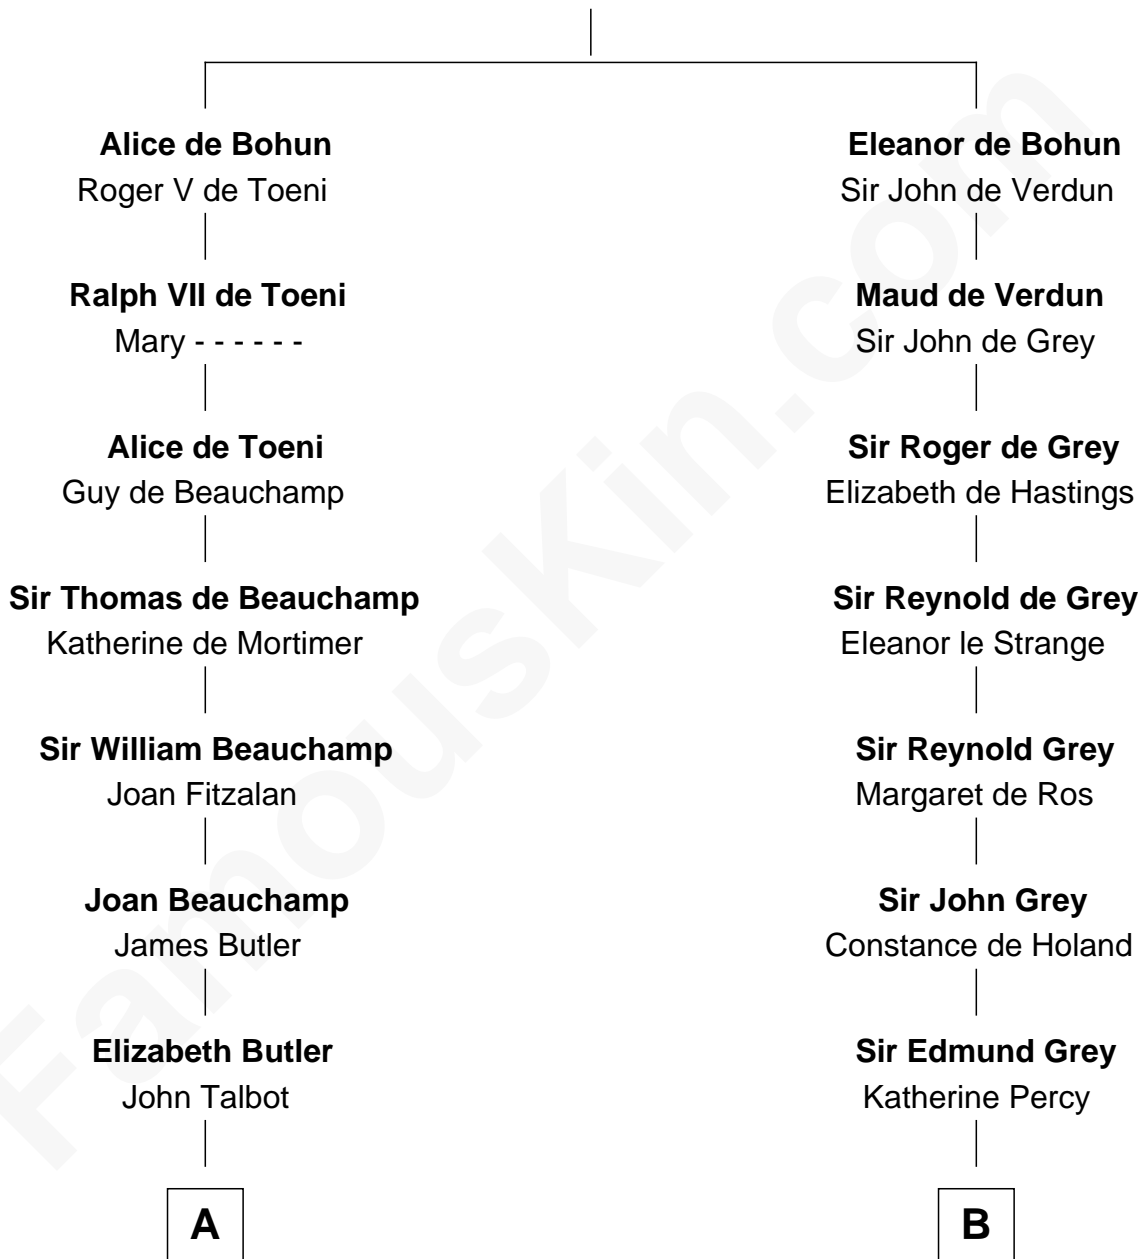 Alice de Bohun
Roger V de Toeni
Ralph VII de Toeni
Mary - - - - - -
Alice de Toeni
Guy de Beauchamp
Sir Thomas de Beauchamp
Katherine de Mortimer
Sir William Beauchamp
Joan Fitzalan
Joan Beauchamp
James Butler
Elizabeth Butler
John Talbot
A
Eleanor de Bohun
Sir John de Verdun
Maud de Verdun
Sir John de Grey
Sir Roger de Grey
Elizabeth de Hastings
Sir Reynold de Grey
Eleanor le Strange
Sir Reynold Grey
Margaret de Ros
Sir John Grey
Constance de Holand
Sir Edmund Grey
Katherine Percy
B
FamousKin.com